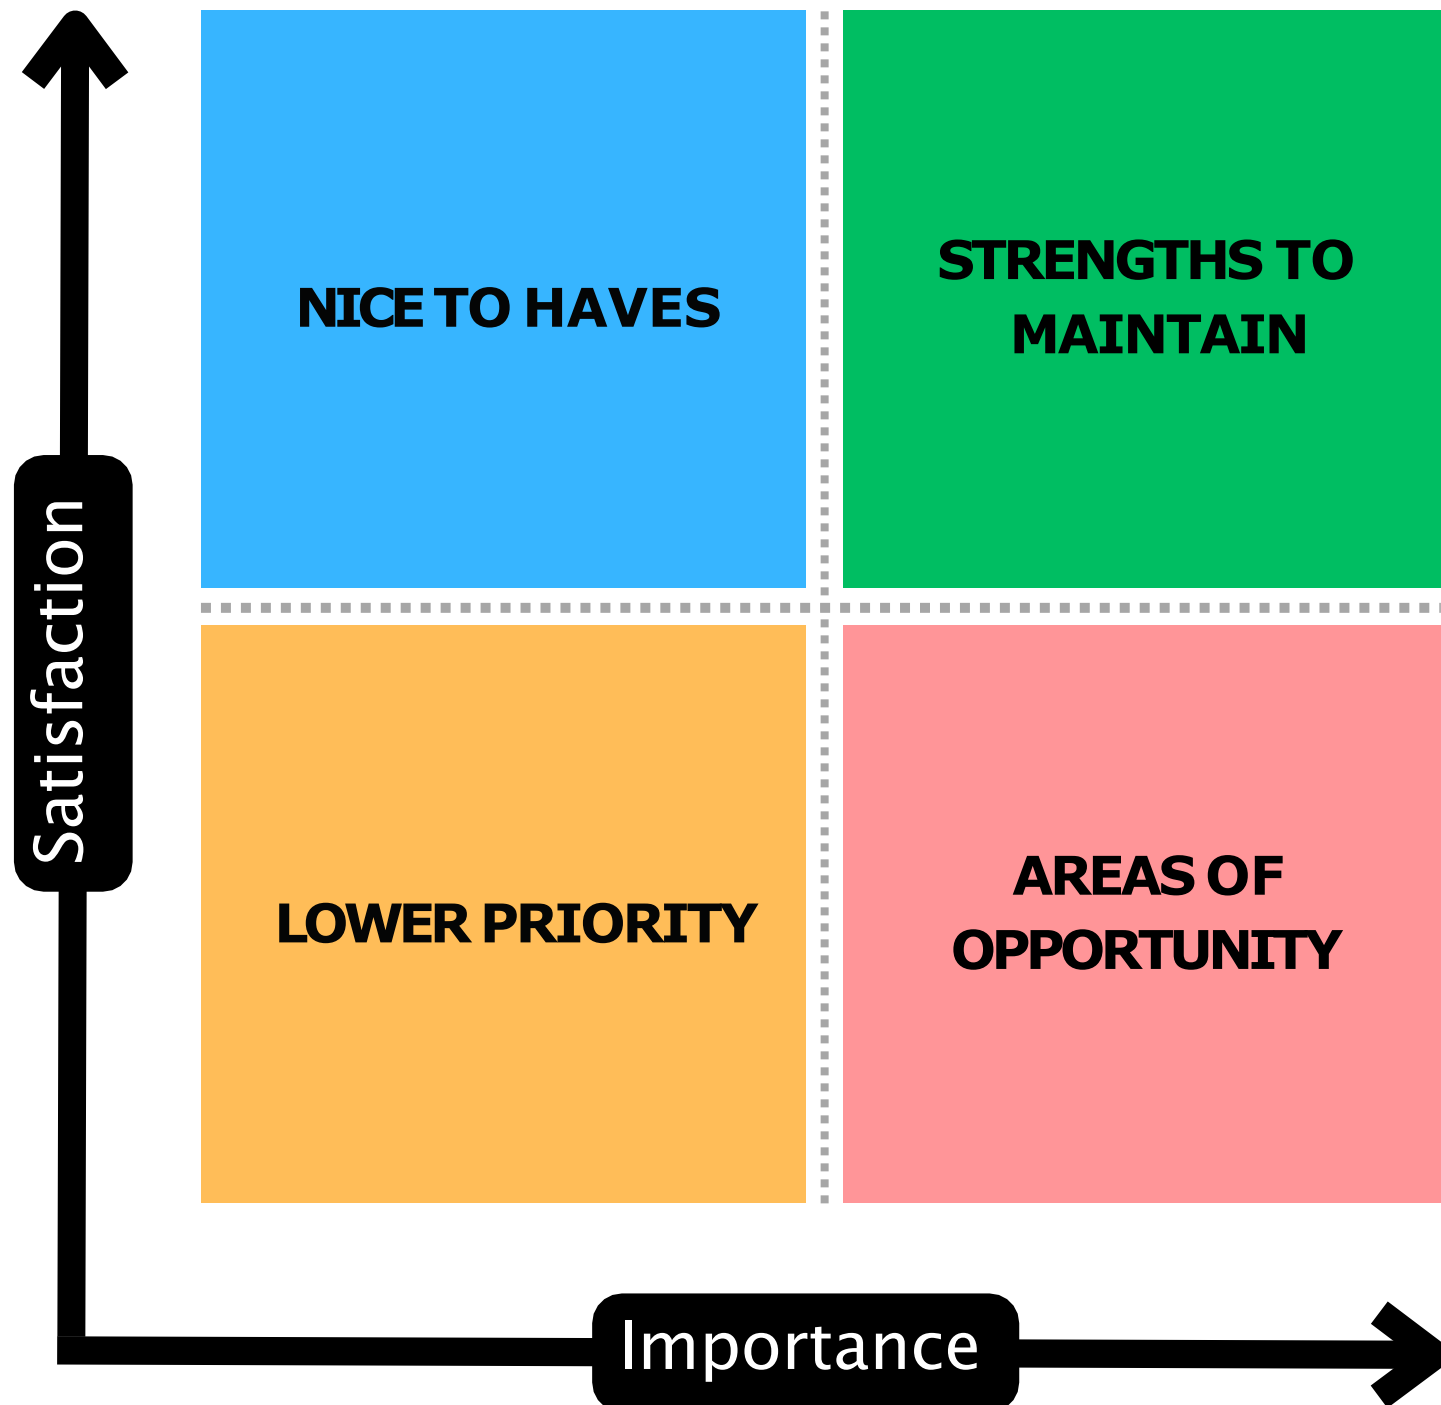 NICE TO HAVES
STRENGTHS TO
MAINTAIN
Satisfaction
LOWER PRIORITY
AREAS OF
OPPORTUNITY
Importance